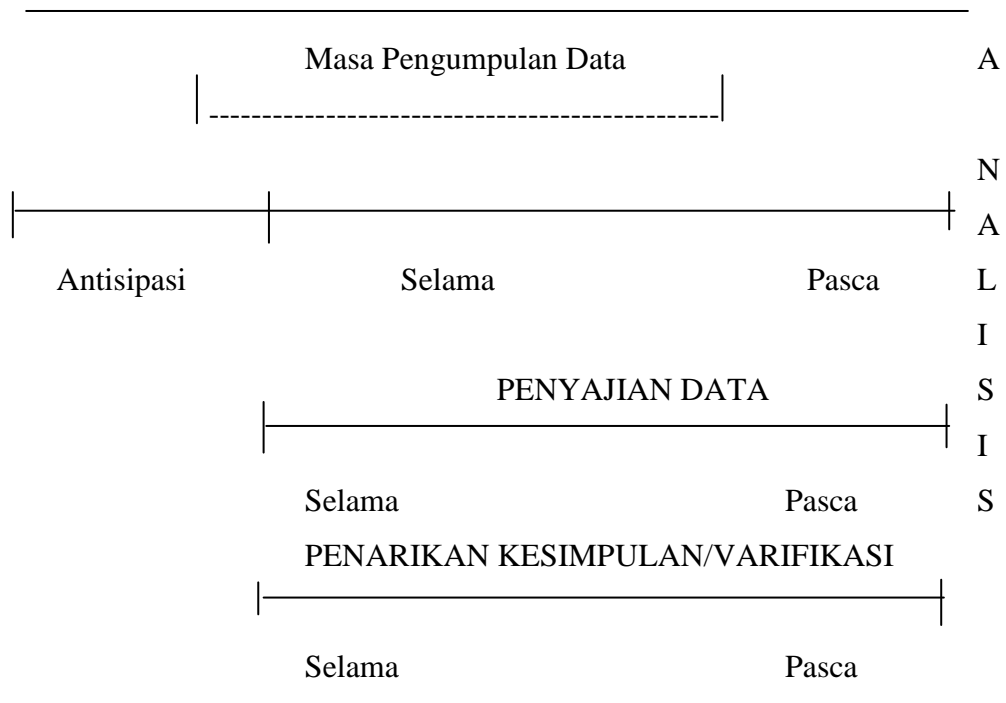 Masa Pengumpulan Data A
N
A
Antisipasi Selama Pasca L
I
PENYAJIAN DATA S
I
Selama Pasca S
PENARIKAN KESIMPULAN/VARIFIKASI
Selama Pasca